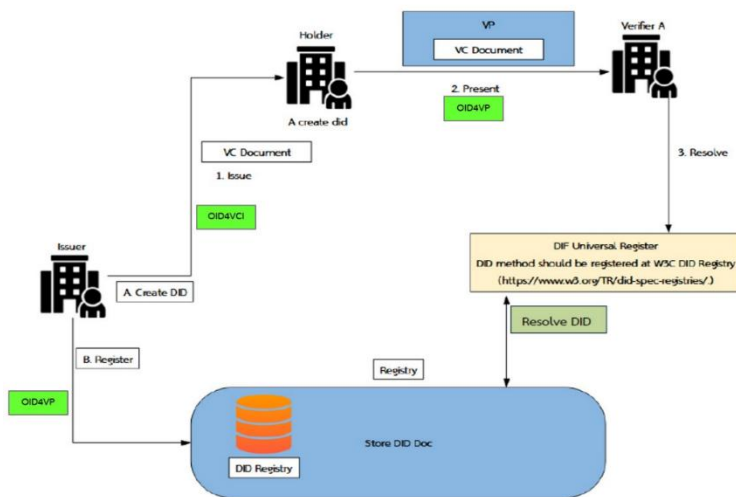 Holder
A create did
VP
VC Document
Verifier A
2. Present
OID4VP
VC Document
1. Issue
OID4VCI
3. Resolve
Issuer
A. Create DID
DIF Universal Register
DID method should be registered at W3C DID Registry
(https://www.w3.org/TR/did-spec-registries/.)
Resolve DID
B. Register
OID4VP
Registry
Store DID Doc
DID Registry